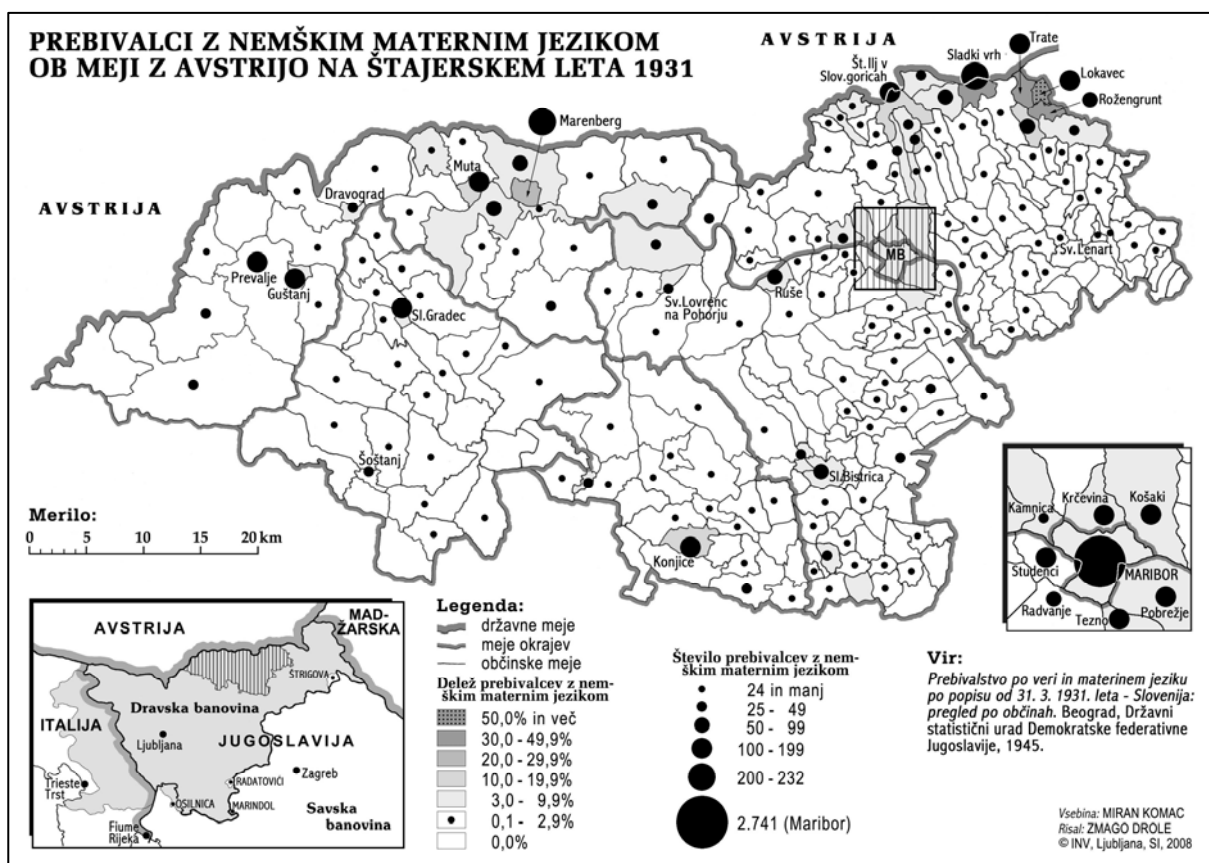 PREBIVALCI Z NEMŠKIM MATERNIM JEZIKOM
OB MEJI Z AVSTRIJO NA ŠTAJERSKEM LETA 1931
AVSTRIJA
Trate
Sladki vrh
Št.Ilj v
Slov.goricah
Lokavec
Rožengrunt
Marenberg
Muta
Dravograd
AVSTRIJA
Prevalje
Guštanj
Sl.Gradec
MB
Sv.Lenart
Ruše
Sv.Lovrenc
na Pohorju
Šoštanj
Sl.Bistrica
Konjice
Merilo:
0 5 10 15 20 km
Kamnica
Krčevina
Košaki
Studenci
MARIBOR
Radvanje
Pobrežje
Tezno
AVSTRIJA
MAD-
ŽARSKA
ŠTRIGOVA
Dravska banovina
ITALIJA
Ljubljana
JUGOSLAVIJA
Zagreb
RADATOVIĆI
Trieste
Trst
OSILNICA
MARINDOL
Savska
banovina
Fiume
Rijeka
Legenda:
državne meje
meje okrajev
občinske meje
Delež prebivalcev z nem-
škim maternim jezikom
50,0% in več
30,0 - 49,9%
20,0 - 29,9%
10,0 - 19,9%
3,0 - 9,9%
0,1 - 2,9%
0,0%
Število prebivalcev z nem-
škim maternim jezikom
24 in manj
25 - 49
50 - 99
100 - 199
200 - 232
2.741 (Maribor)
Vir:
Prebivalstvo po veri in materinem jeziku
po popisu od 31. 3. 1931. leta - Slovenija:
pregled po občinah. Beograd, Državni
statistični urad Demokratske federativne
Jugoslavije, 1945.
Vsebina: MIRAN KOMAC
Risal: ZMAGO DROLE
© INV, Ljubljana, SI, 2008